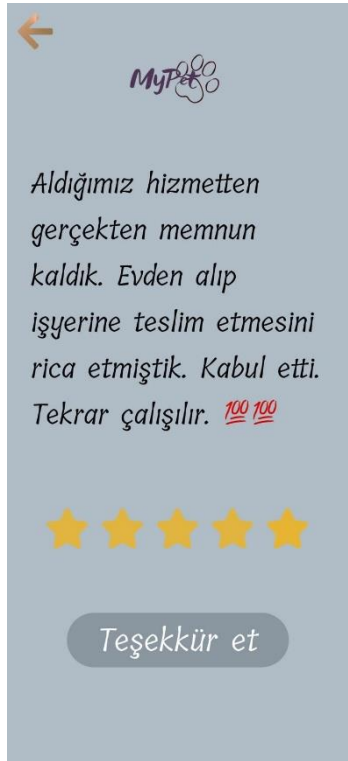 MyPet
Aldığımız hizmetten
gerçekten memnun
kaldık. Evden alıp
işyerine teslim etmesini
rica etmiştik. Kabul etti.
Tekrar çalışılır. 💯💯
Teşekkür et